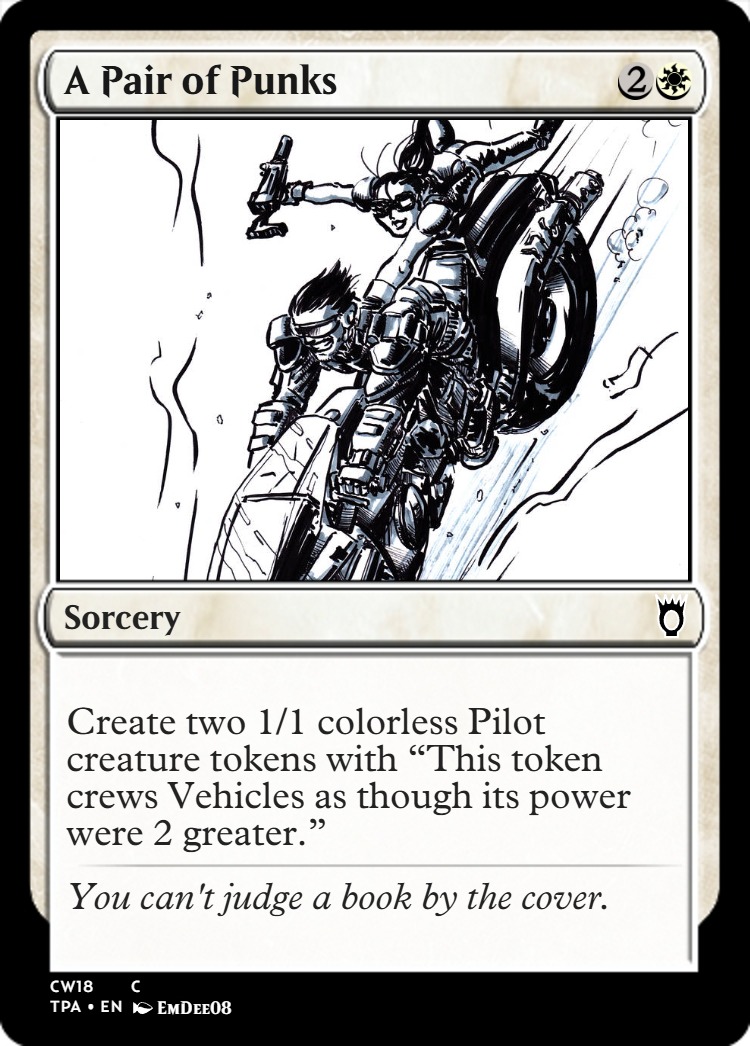 A Pair of Punks 2
Sorcery
Create two 1/1 colorless Pilot
creature tokens with “This token
crews Vehicles as though its power
were 2 greater.”
You can't judge a book by the cover.
CW18 C
TPA • EN EmDee08